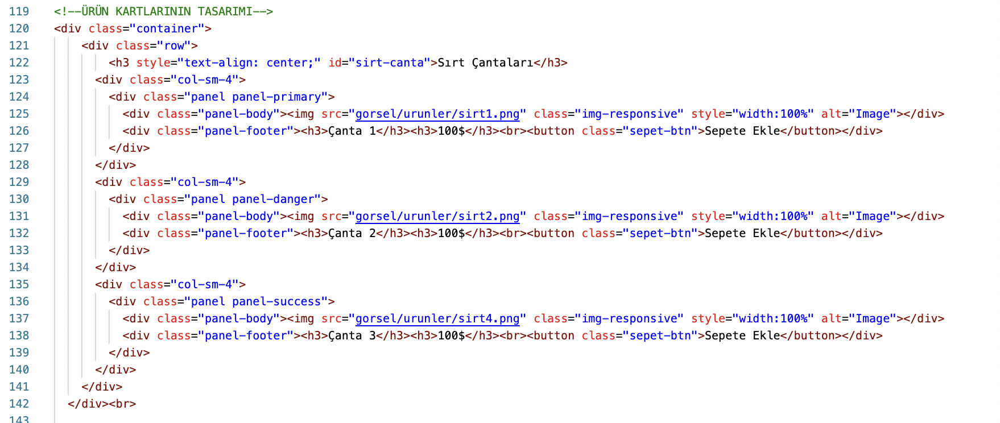 119 <!--ÜRÜN KARTLARININ TASARIMI-->
120 <div class="container">
121 <div class="row">
122 <h3 style="text-align: center;" id="sirt-canta">Sırt Çantaları</h3>
123 <div class="col-sm-4">
124 <div class="panel panel-primary">
125 <div class="panel-body"><img src="gorsel/urunler/sirt1.png" class="img-responsive" style="width:100%" alt="Image"></div>
126 <div class="panel-footer"><h3>Çanta 1</h3><h3>100$</h3><br><button class="sepet-btn">Sepete Ekle</button></div>
127 </div>
128 </div>
129 <div class="col-sm-4">
130 <div class="panel panel-danger">
131 <div class="panel-body"><img src="gorsel/urunler/sirt2.png" class="img-responsive" style="width:100%" alt="Image"></div>
132 <div class="panel-footer"><h3>Çanta 2</h3><h3>100$</h3><br><button class="sepet-btn">Sepete Ekle</button></div>
133 </div>
134 </div>
135 <div class="col-sm-4">
136 <div class="panel panel-success">
137 <div class="panel-body"><img src="gorsel/urunler/sirt4.png" class="img-responsive" style="width:100%" alt="Image"></div>
138 <div class="panel-footer"><h3>Çanta 3</h3><h3>100$</h3><br><button class="sepet-btn">Sepete Ekle</button></div>
139 </div>
140 </div>
141 </div>
142 </div><br>
143